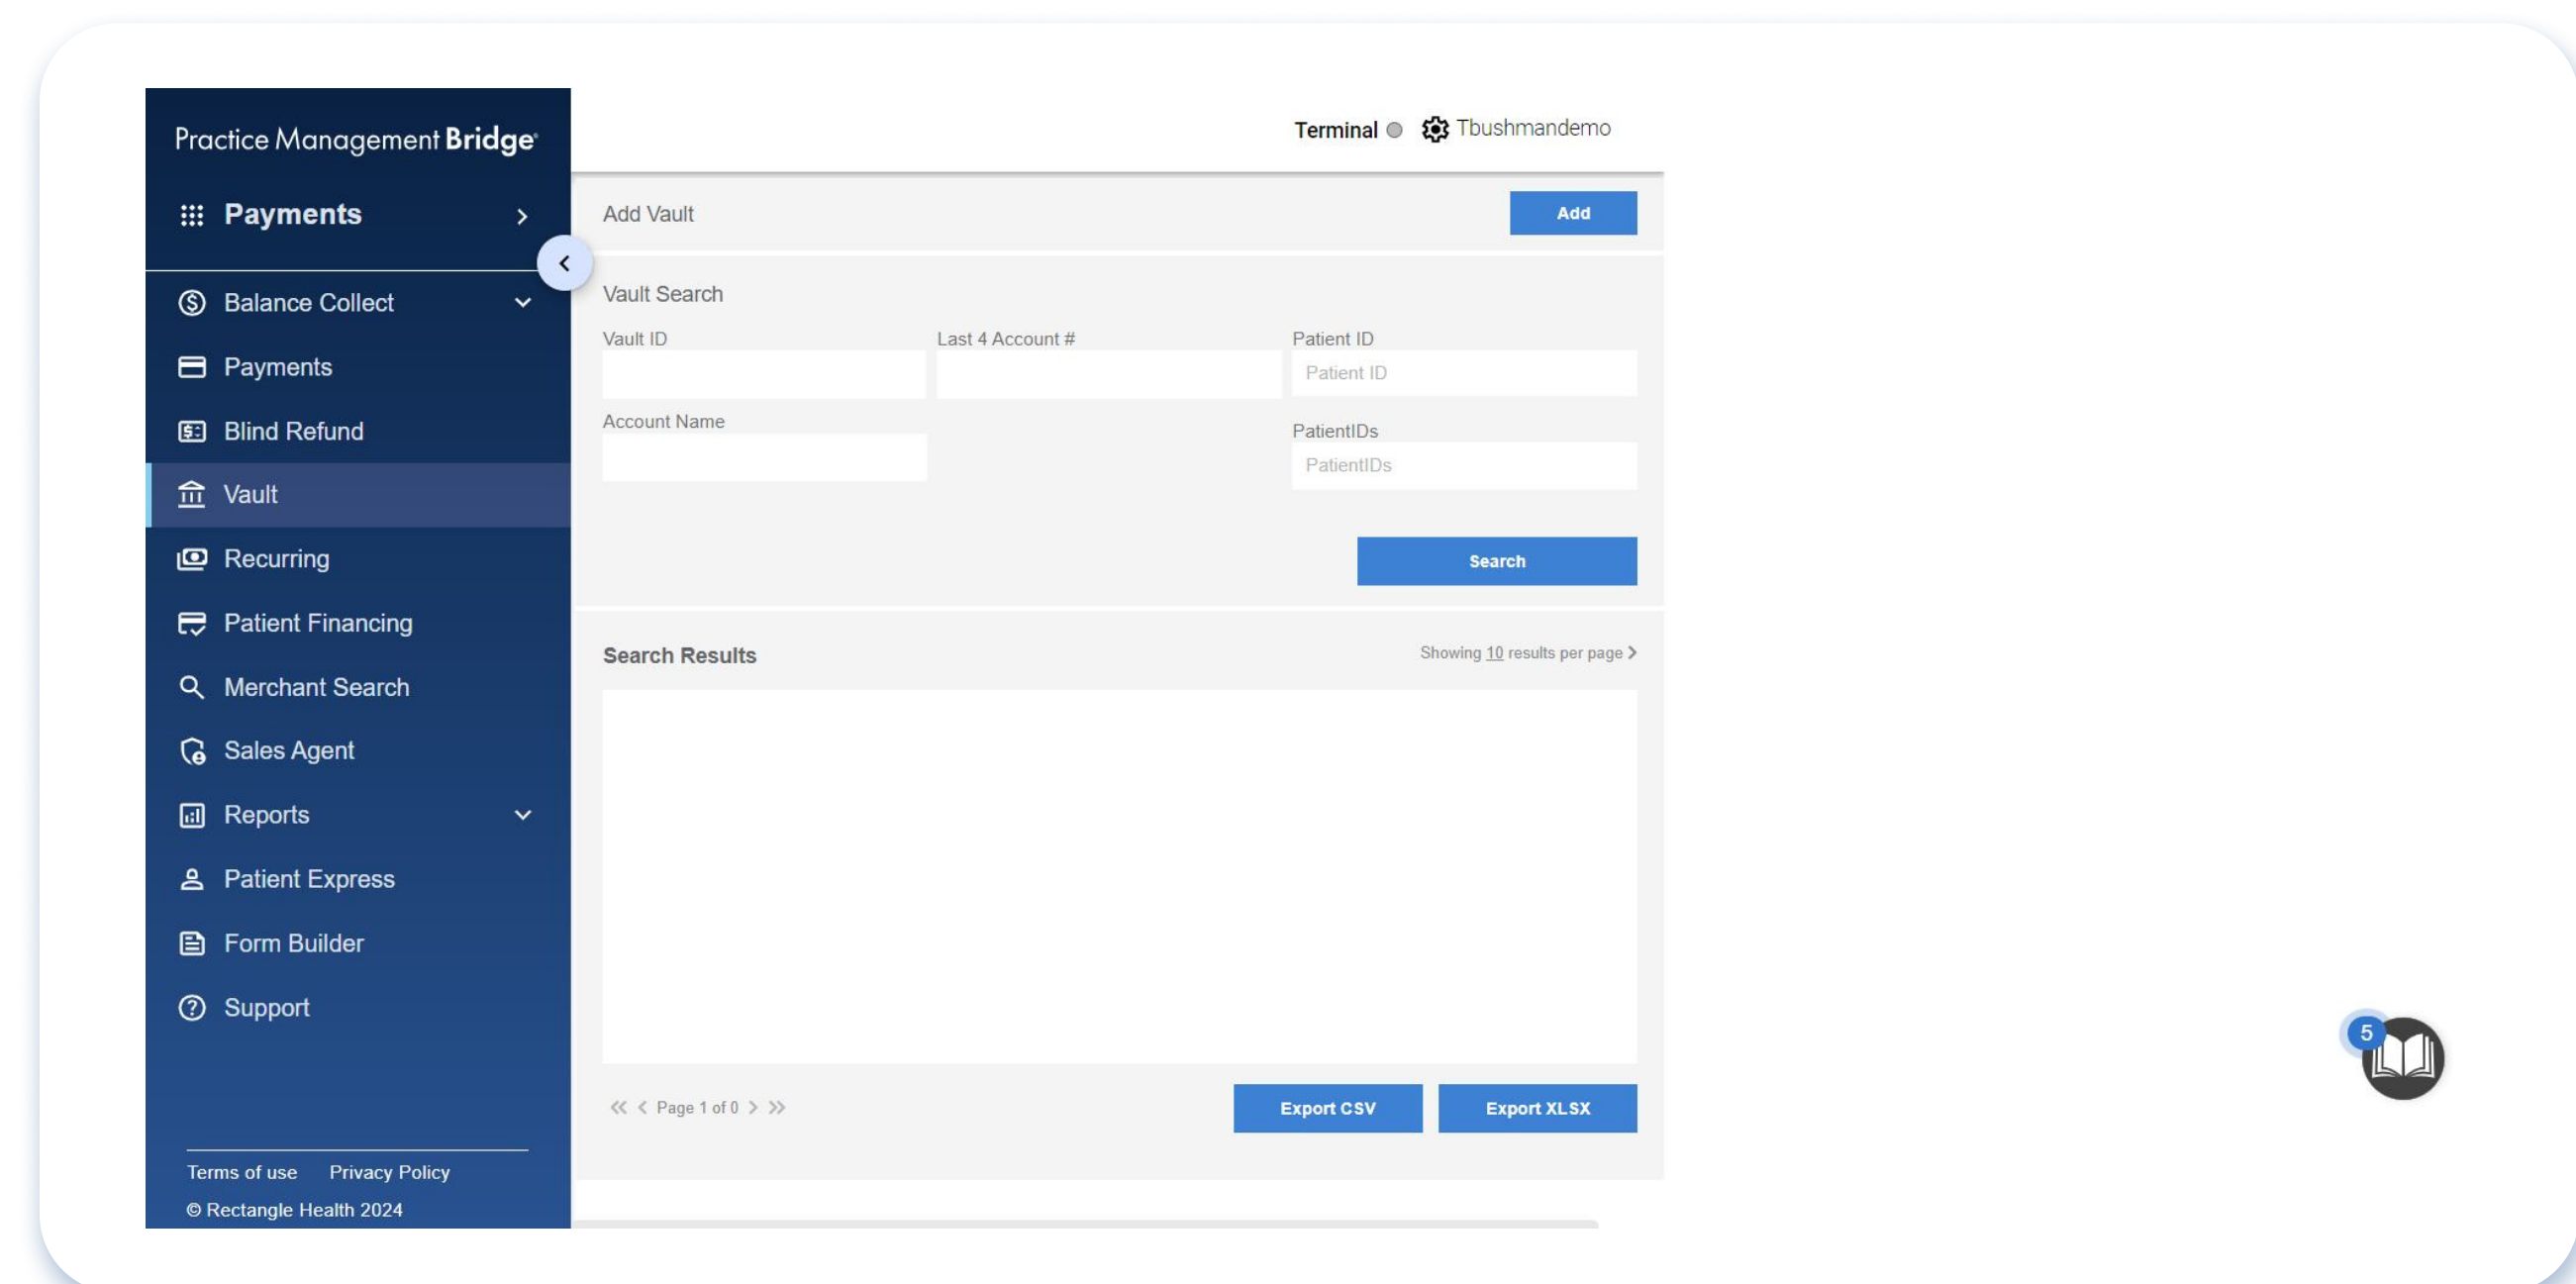 Practice Management Bridge®
Payments
Balance Collect
Payments
Blind Refund
Vault
Recurring
Patient Financing
Merchant Search
Sales Agent
Reports
Patient Express
Form Builder
Support
Terms of use Privacy Policy
© Rectangle Health 2024
Terminal Tbushmandemo
Add Vault Add
Vault Search
Vault ID Last 4 Account # Patient ID
Patient ID
Account Name PatientIDs
PatientIDs
Search
Search Results Showing 10 results per page
Page 1 of 0 Export CSV Export XLSX
5